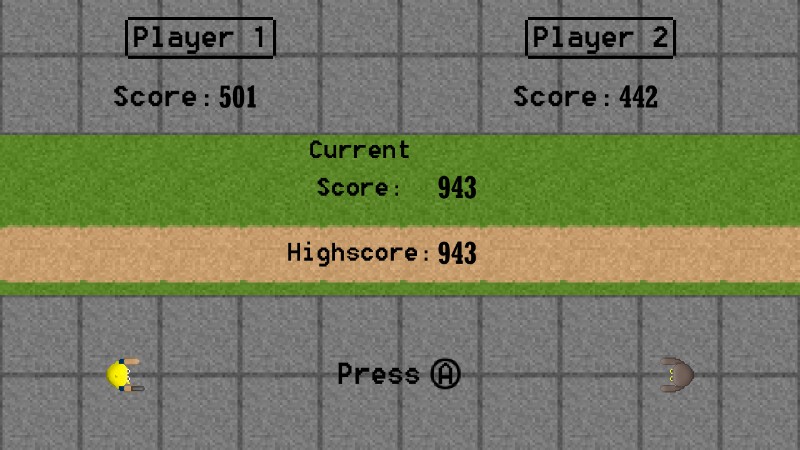 Player 1
Player 2
Score: 501
Score: 442
Current
Score: 943
Highscore: 943
Press A